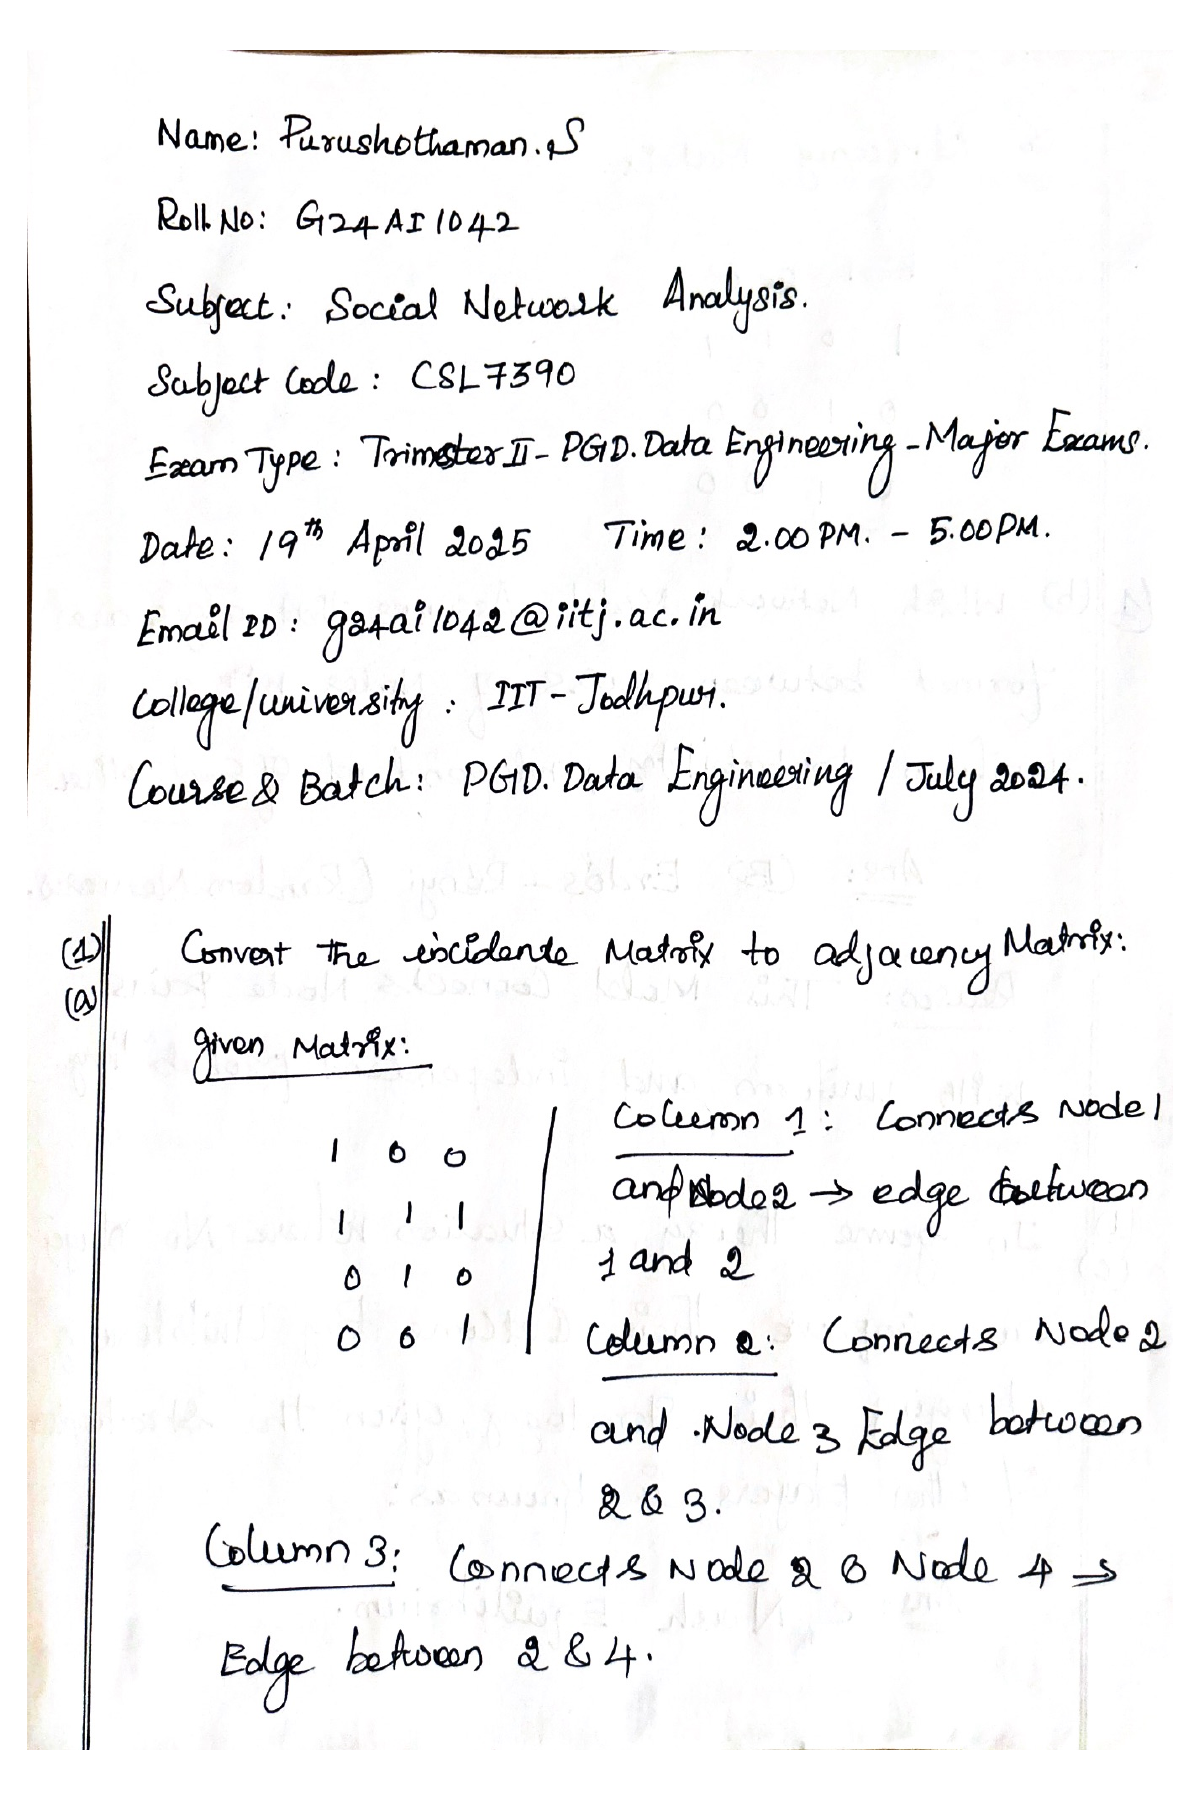 Name: Purushothaman.S
Roll No: G24AI1042
Subject: Social Network Analysis.
Subject Code: CSL7390
Exam Type: Trimester II - PGD. Data Engineering - Major Exams.
Date: 19th April 2025 Time: 2.00 PM. - 5.00 PM.
Email ID: g24ai1042@iitj.ac.in
College/university: IIT - Jodhpur.
Course & Batch: PGD. Data Engineering / July 2024.
(1) Convert the incidente Matrix to adjacency Matrix:
(a)
given Matrix:
1 0 0
1 1 1
0 1 0
0 0 1
Column 1: Connects Node 1
and Node 2 → edge between
1 and 2
Column 2: Connects Node 2
and Node 3 Edge between
2 & 3.
Column 3: Connects Node 2 & Node 4 →
Edge between 2 & 4.